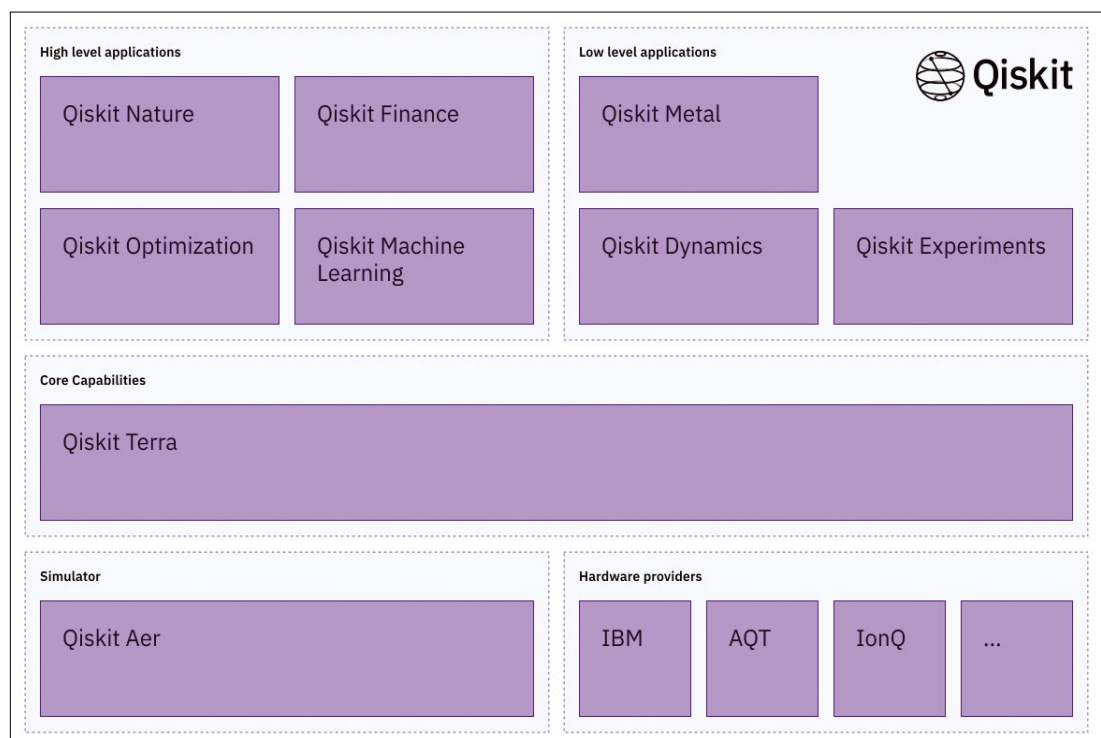 High level applications
Qiskit Nature
Qiskit Finance
Qiskit Optimization
Qiskit Machine
Learning
Low level applications
Qiskit
Qiskit Metal
Qiskit Dynamics
Qiskit Experiments
Core Capabilities
Qiskit Terra
Simulator
Qiskit Aer
Hardware providers
IBM
AQT
IonQ
...